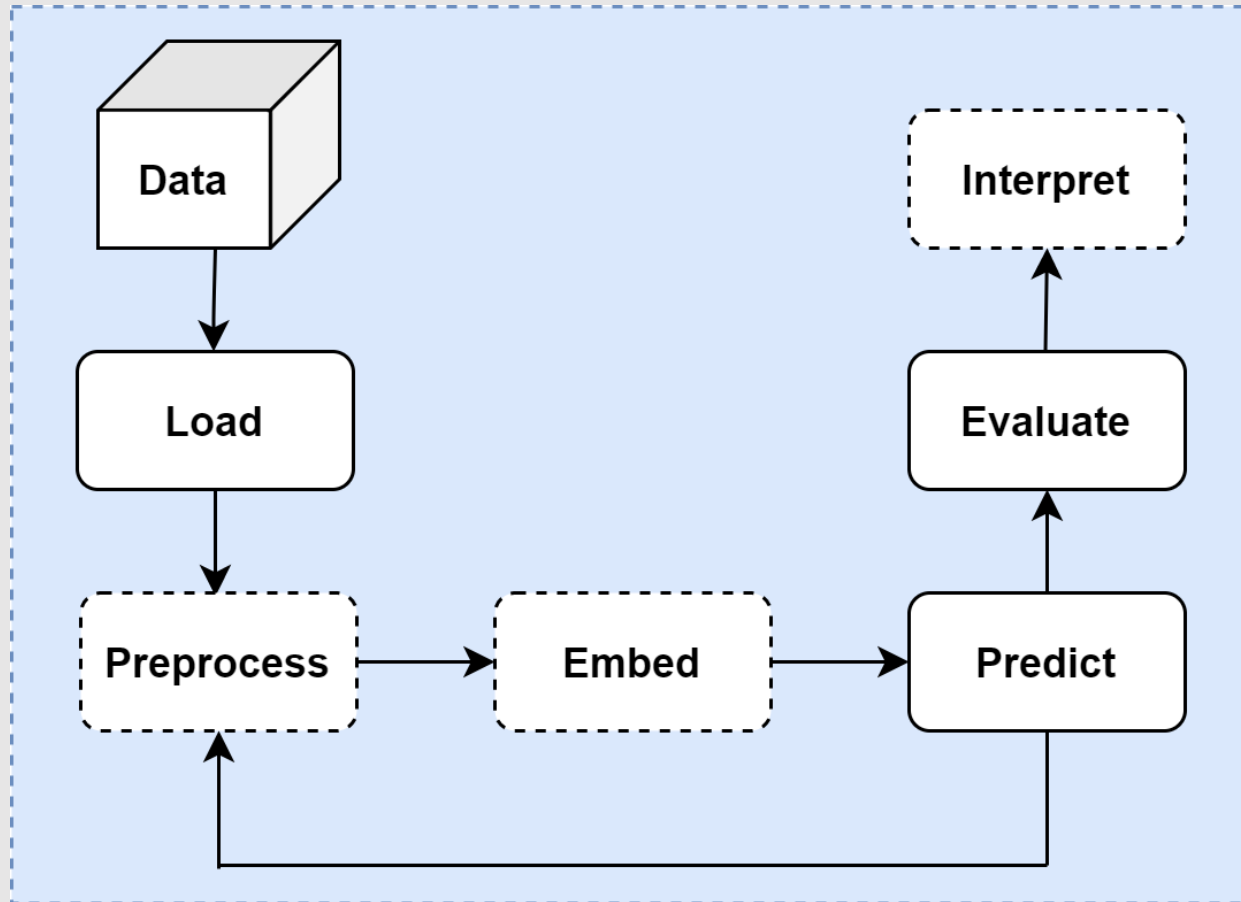 Data
Load
Preprocess
Embed
Predict
Evaluate
Interpret